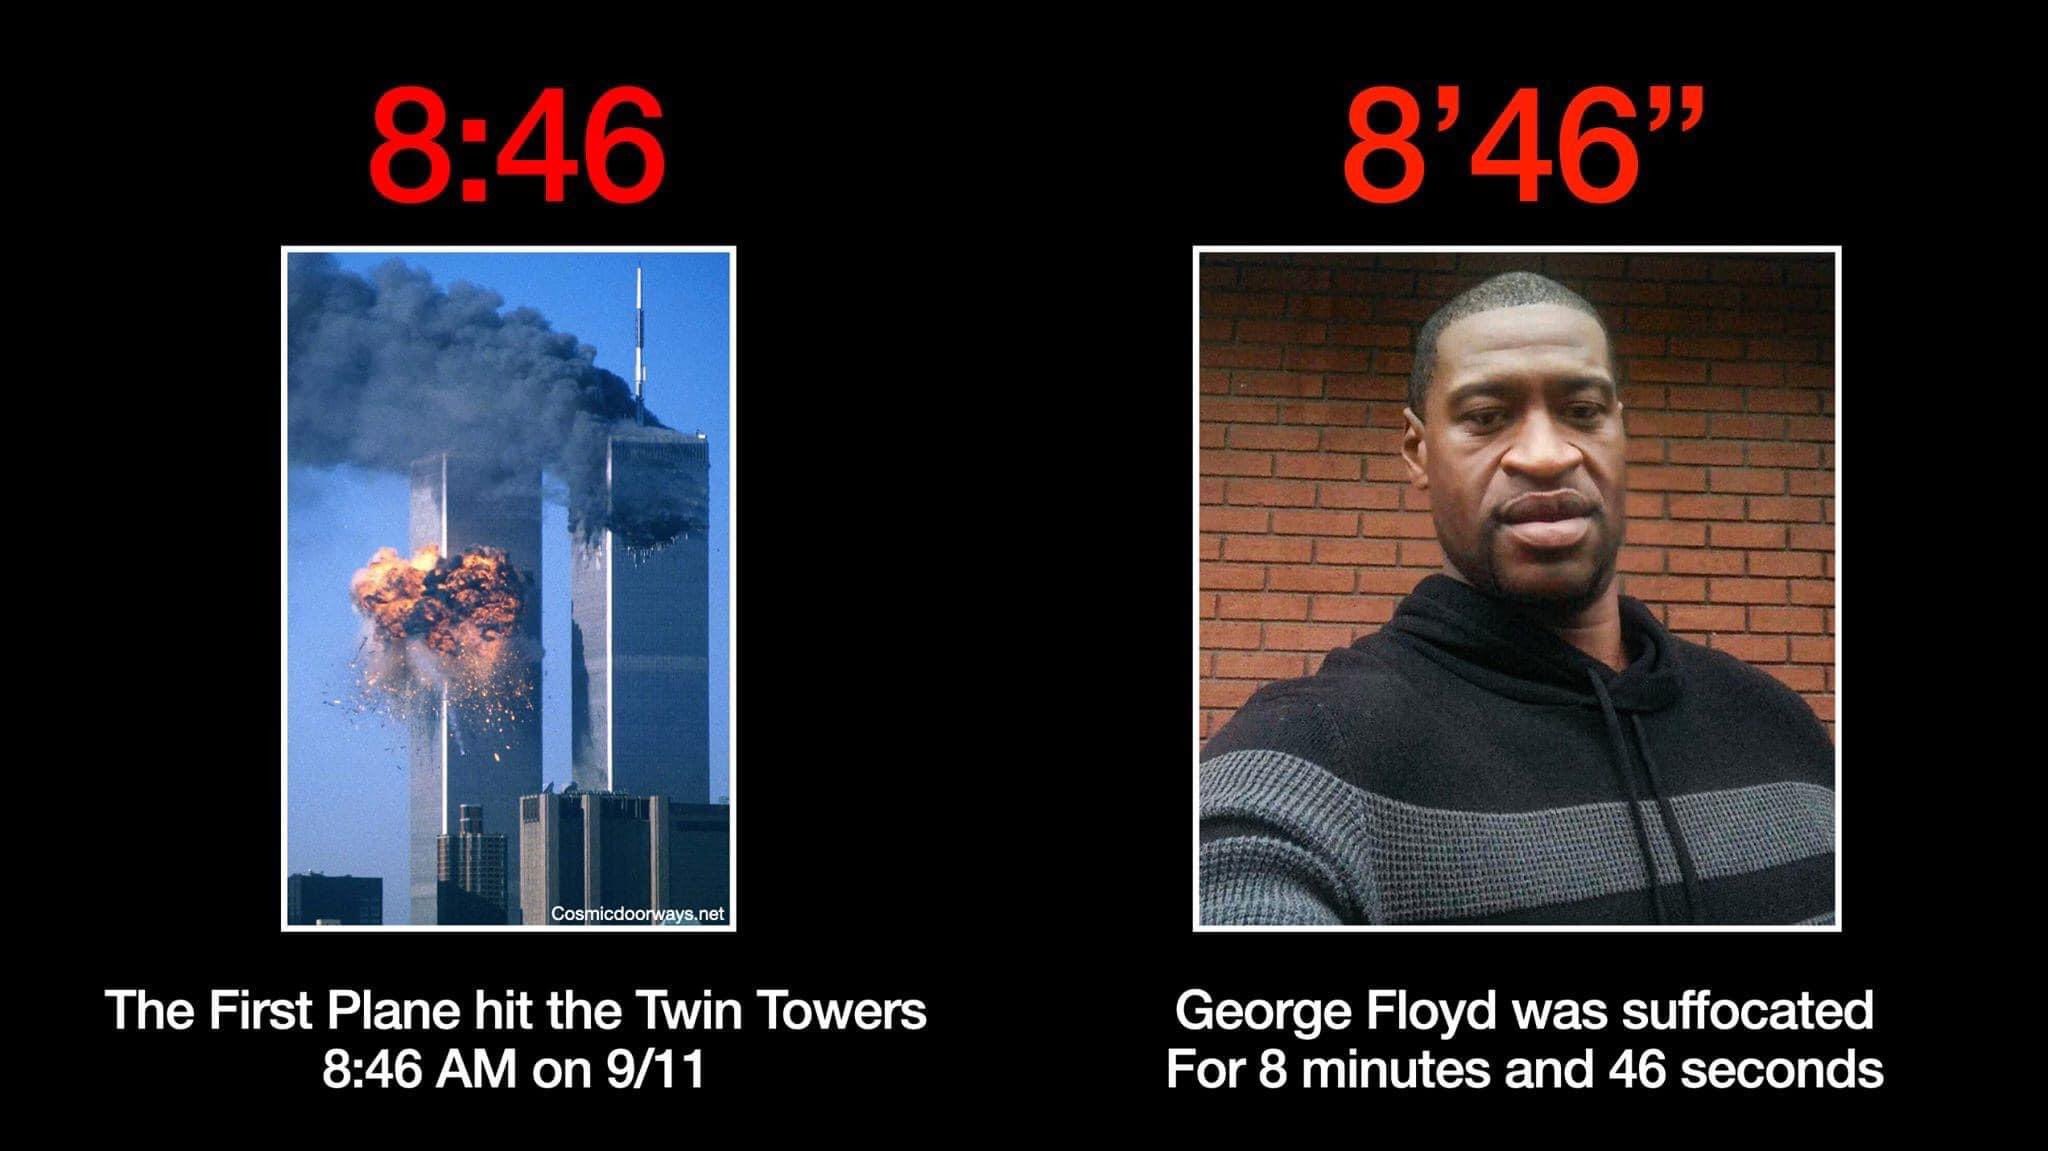 8:46
8’46”
Cosmicdoorways.net
The First Plane hit the Twin Towers
8:46 AM on 9/11
George Floyd was suffocated
For 8 minutes and 46 seconds